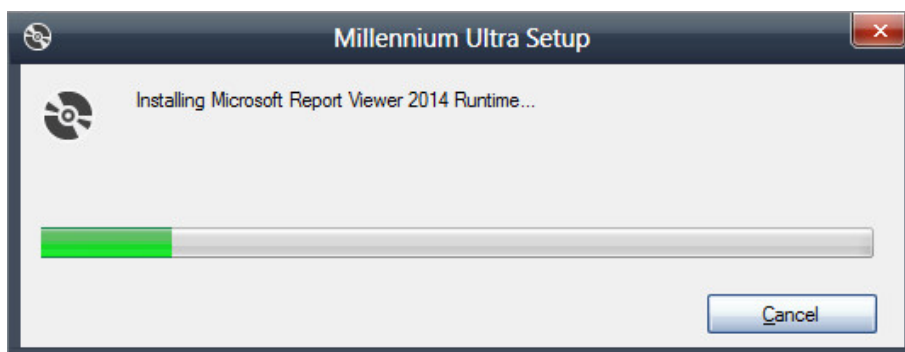 Millennium Ultra Setup
Installing Microsoft Report Viewer 2014 Runtime...
Cancel